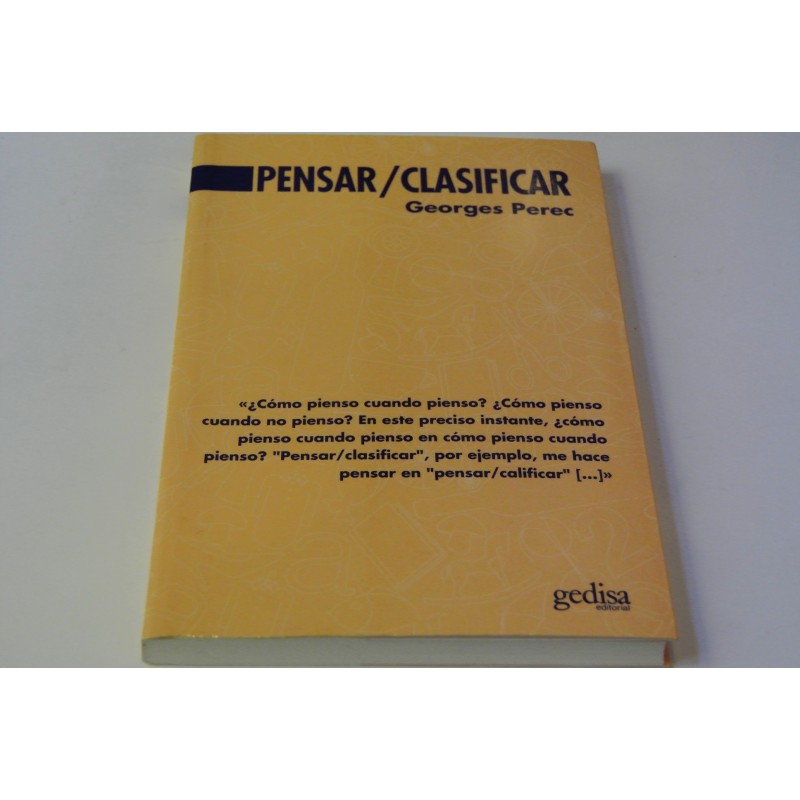 PENSAR/CLASIFICAR
Georges Perec
«¿Cómo pienso cuando pienso? ¿Cómo pienso
cuando no pienso? En este preciso instante, ¿cómo
pienso cuando pienso en cómo pienso cuando
pienso? "Pensar/clasificar", por ejemplo, me hace
pensar en "pensar/calificar" [...]»
gedisa
editorial